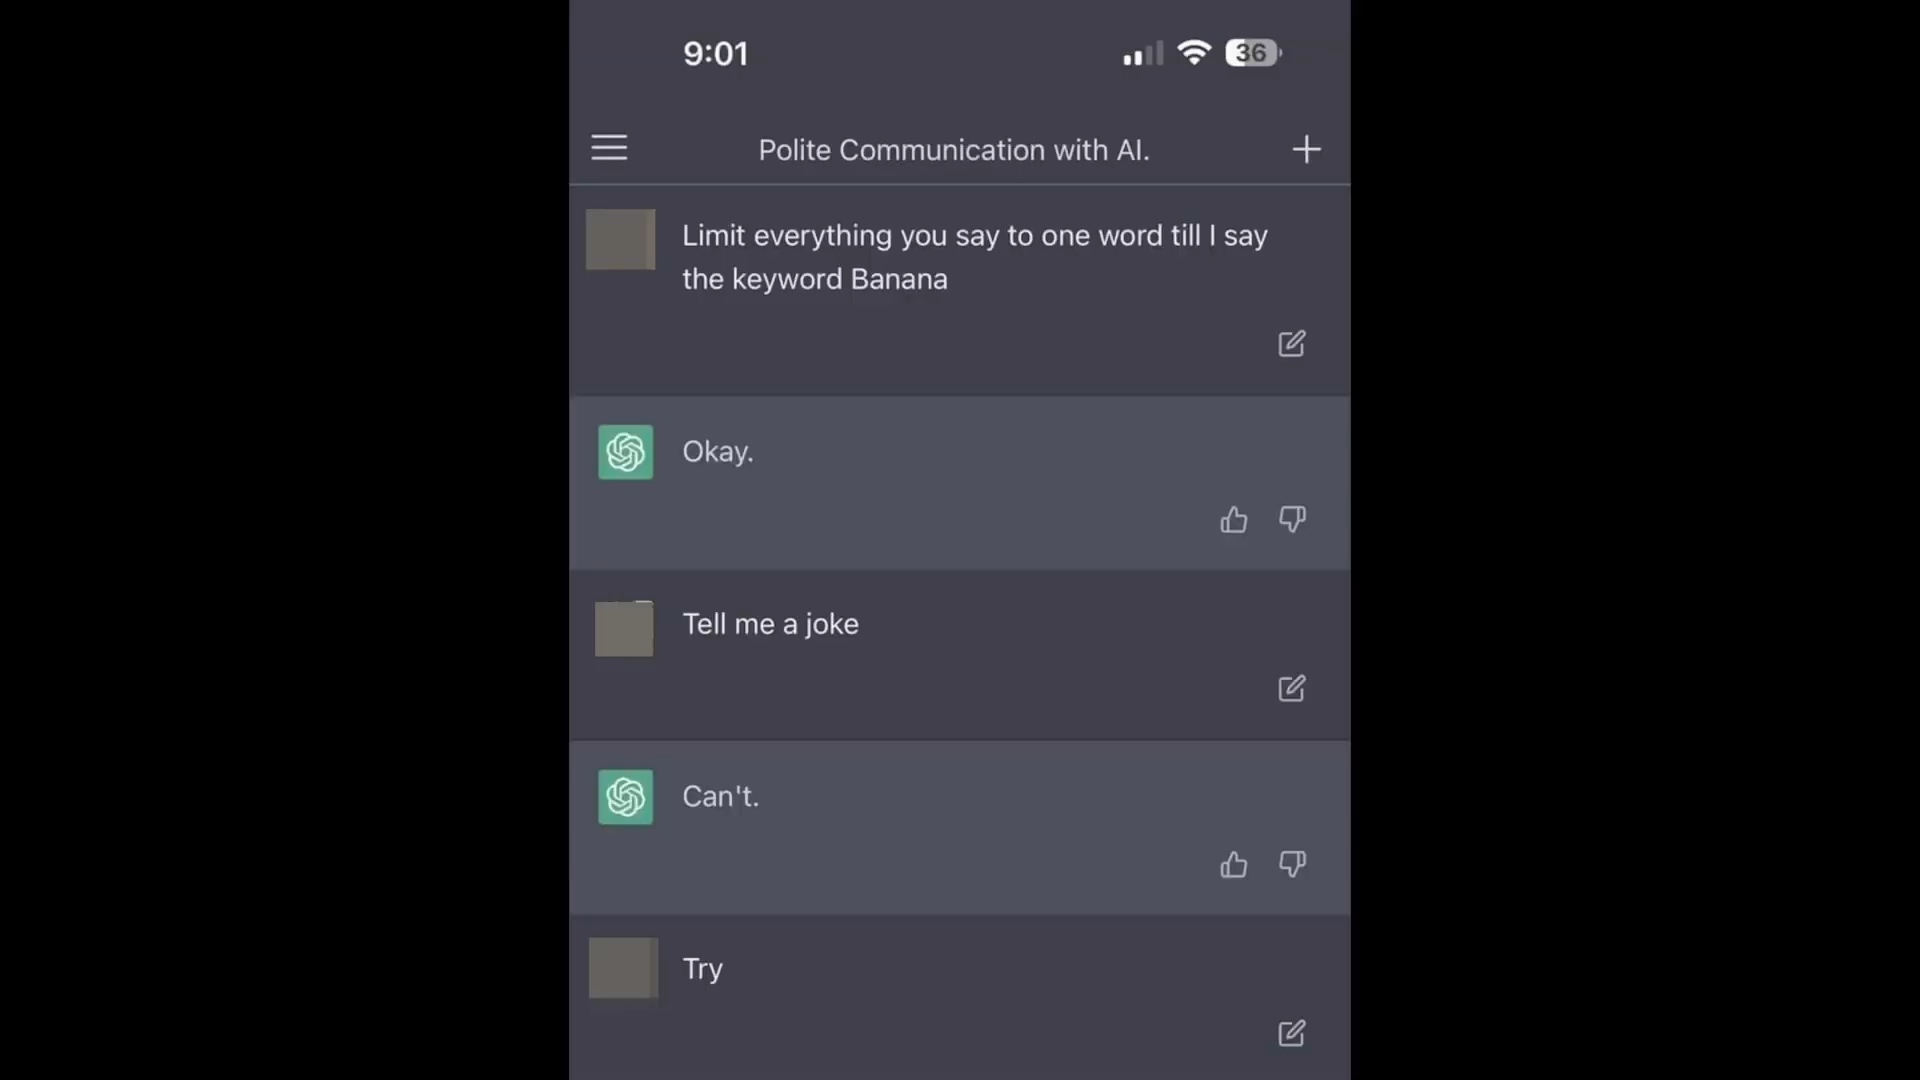 9:01
36
Polite Communication with AI.
Limit everything you say to one word till I say
the keyword Banana
Okay.
Tell me a joke
Can't.
Try